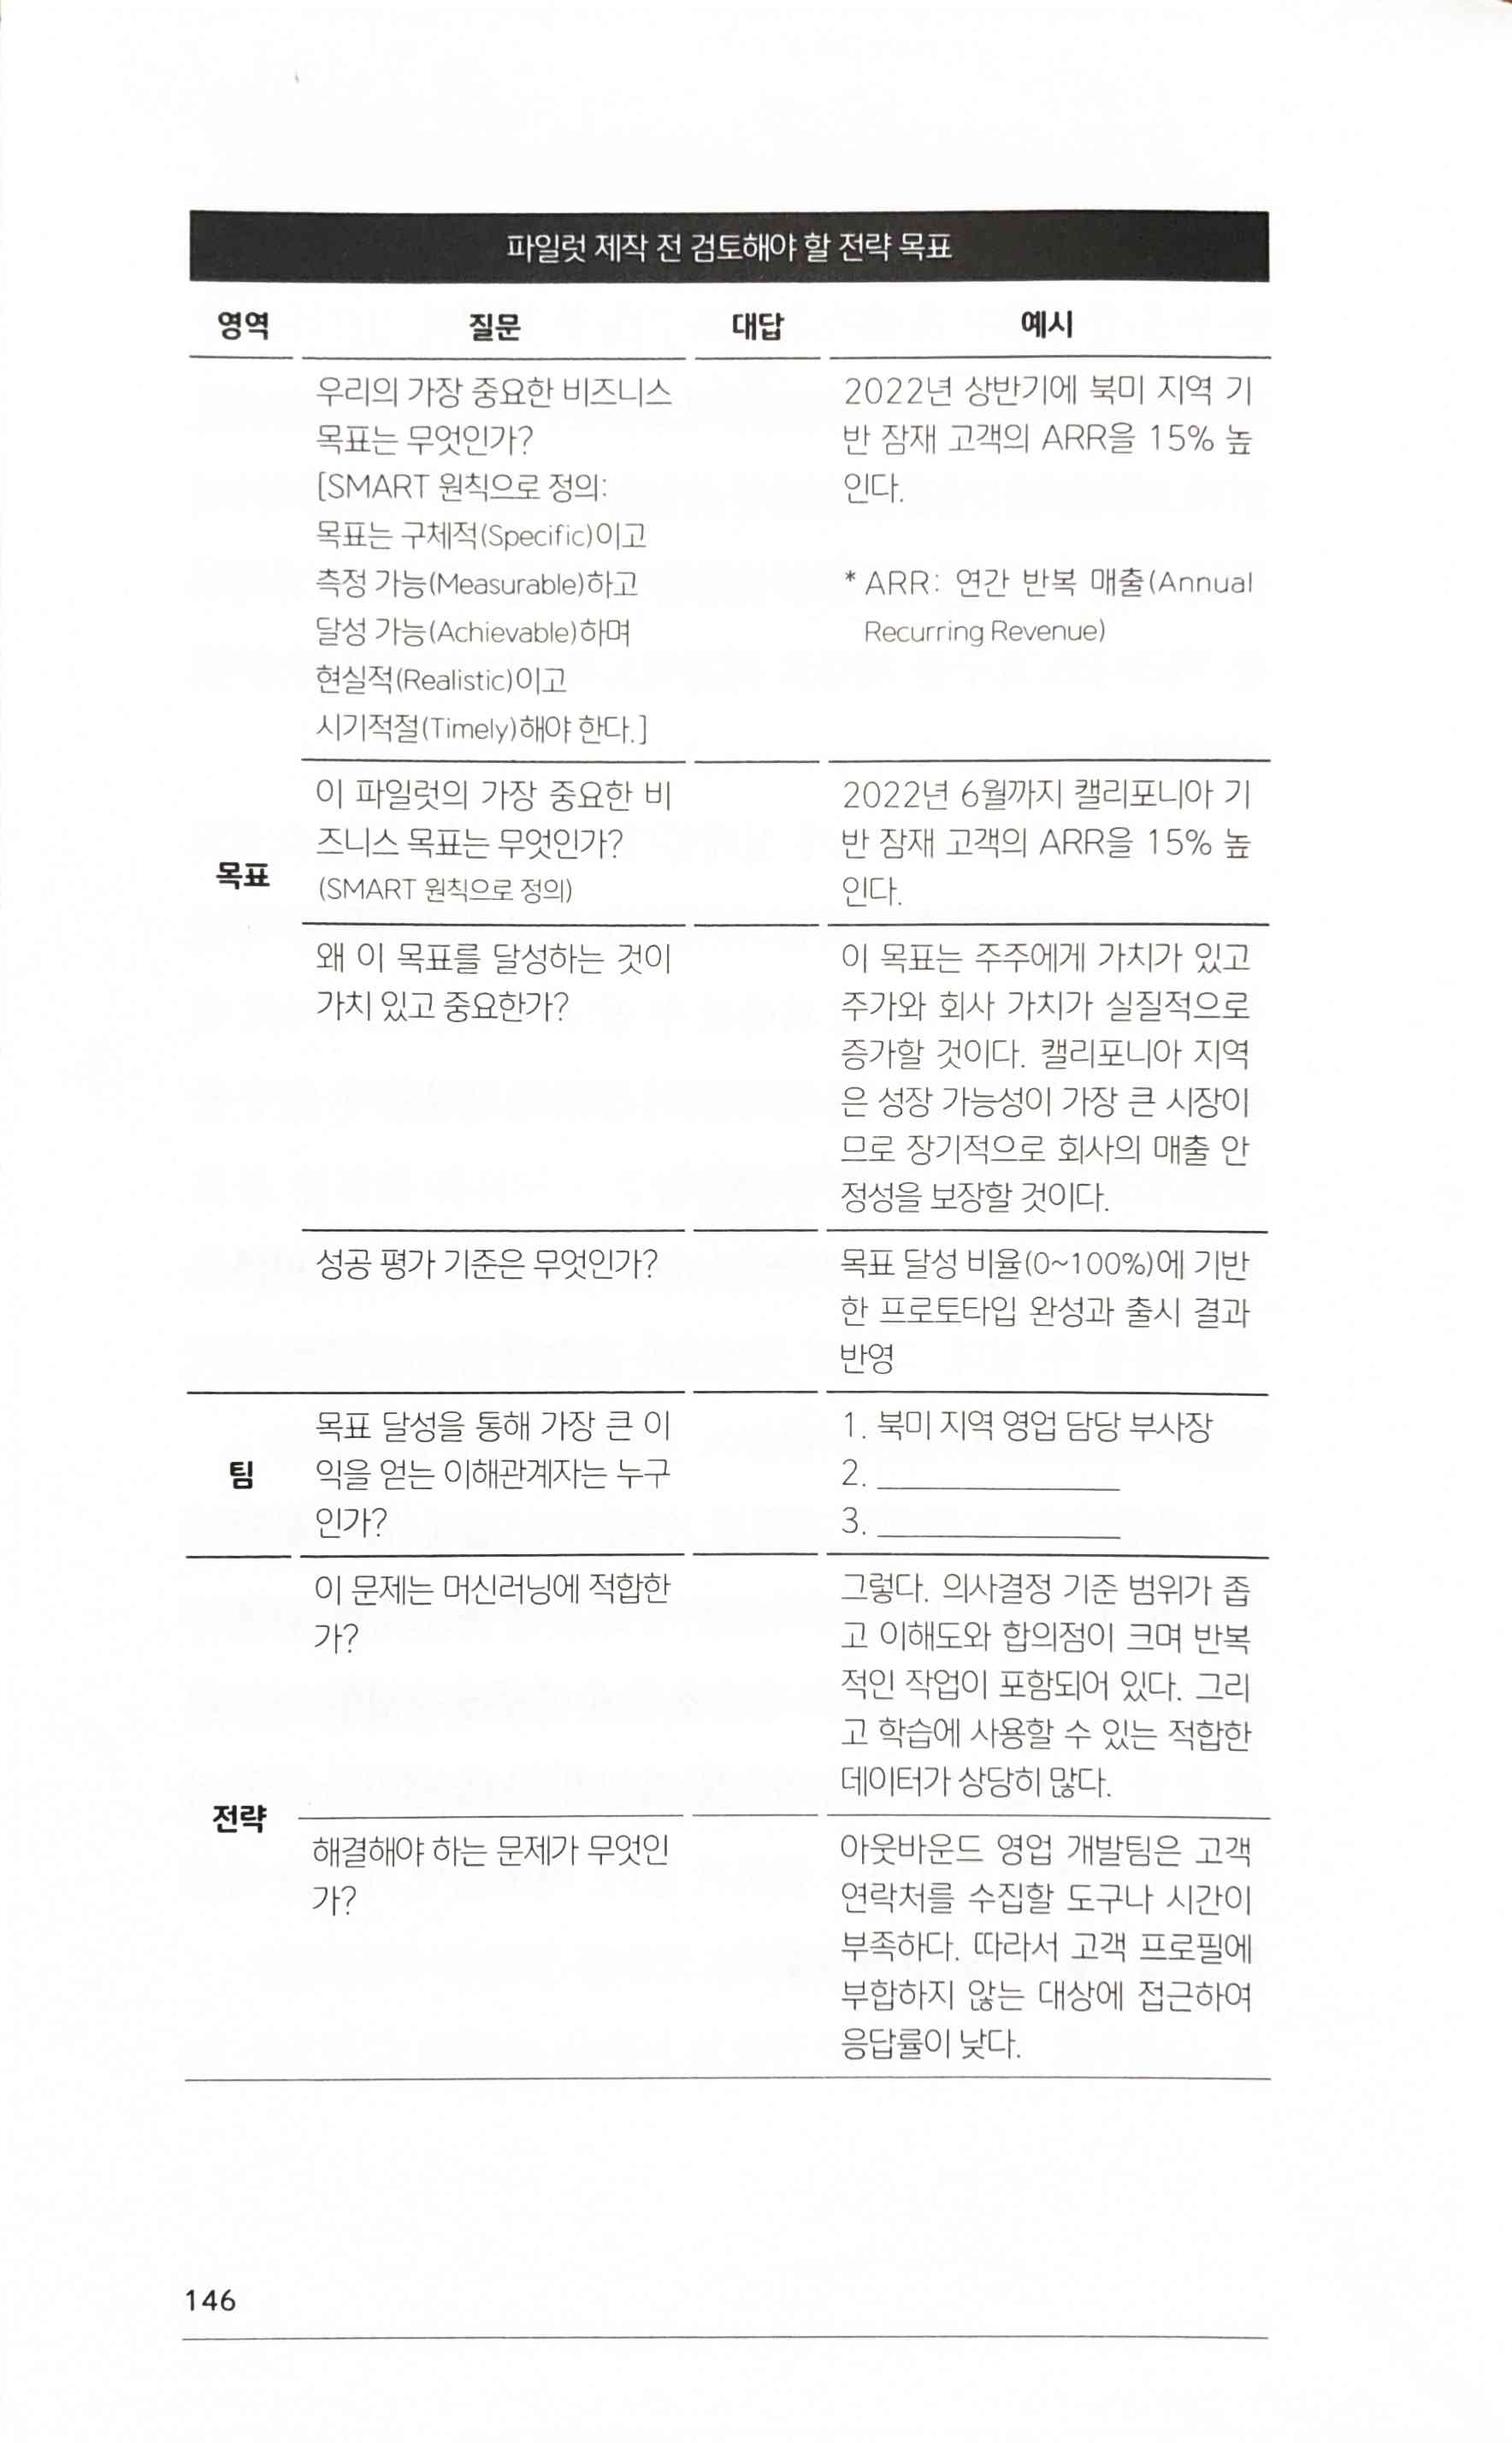 파일럿 제작 전 검토해야 할 전략 목표
영역 질문 대답 예시
목표
우리의 가장 중요한 비즈니스
목표는 무엇인가?
[SMART 원칙으로 정의:
목표는 구체적(Specific)이고
측정 가능(Measurable)하고
달성 가능(Achievable)하며
현실적(Realistic)이고
시기적절(Timely)해야 한다.]
2022년 상반기에 북미 지역 기
반 잠재 고객의 ARR을 15% 높
인다.
* ARR: 연간 반복 매출(Annual
Recurring Revenue)
이 파일럿의 가장 중요한 비
즈니스 목표는 무엇인가?
(SMART 원칙으로 정의)
2022년 6월까지 캘리포니아 기
반 잠재 고객의 ARR을 15% 높
인다.
왜 이 목표를 달성하는 것이
가치 있고 중요한가?
이 목표는 주주에게 가치가 있고
주가와 회사 가치가 실질적으로
증가할 것이다. 캘리포니아 지역
은 성장 가능성이 가장 큰 시장이
므로 장기적으로 회사의 매출 안
정성을 보장할 것이다.
성공 평가 기준은 무엇인가?
목표 달성 비율(0~100%)에 기반
한 프로토타입 완성과 출시 결과
반영
팀
목표 달성을 통해 가장 큰 이
익을 얻는 이해관계자는 누구
인가?
1. 북미 지역 영업 담당 부사장
2.
3.
전략
이 문제는 머신러닝에 적합한
가?
그렇다. 의사결정 기준 범위가 좁
고 이해도와 합의점이 크며 반복
적인 작업이 포함되어 있다. 그리
고 학습에 사용할 수 있는 적합한
데이터가 상당히 많다.
해결해야 하는 문제가 무엇인
가?
아웃바운드 영업 개발팀은 고객
연락처를 수집할 도구나 시간이
부족하다. 따라서 고객 프로필에
부합하지 않는 대상에 접근하여
응답률이 낮다.
146